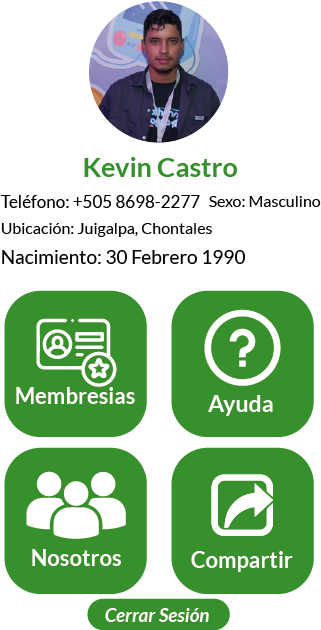 Kevin Castro
Teléfono: +505 8698-2277 Sexo: Masculino
Ubicación: Juigalpa, Chontales
Nacimiento: 30 Febrero 1990
Membresias
Ayuda
Nosotros
Compartir
Cerrar Sesión